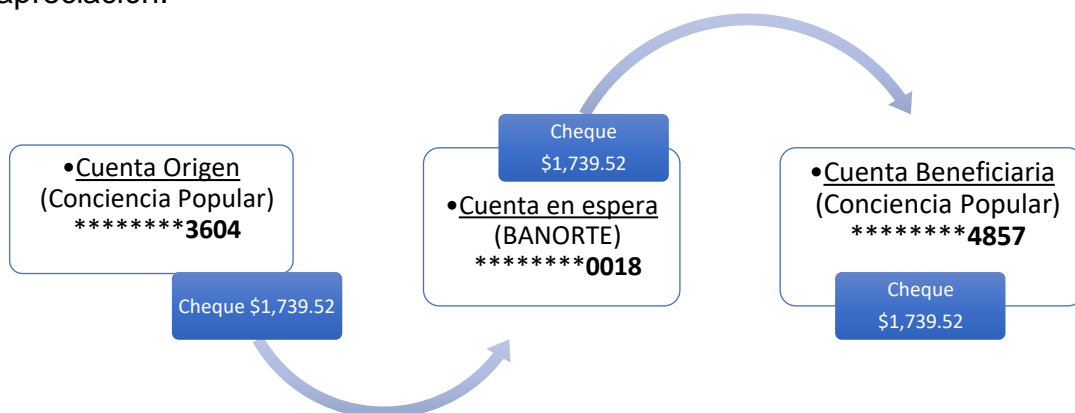 apreciación.
•Cuenta Origen
(Conciencia Popular)
********3604
Cheque $1,739.52
Cheque
$1,739.52
•Cuenta en espera
(BANORTE)
********0018
•Cuenta Beneficiaria
(Conciencia Popular)
********4857
Cheque
$1,739.52